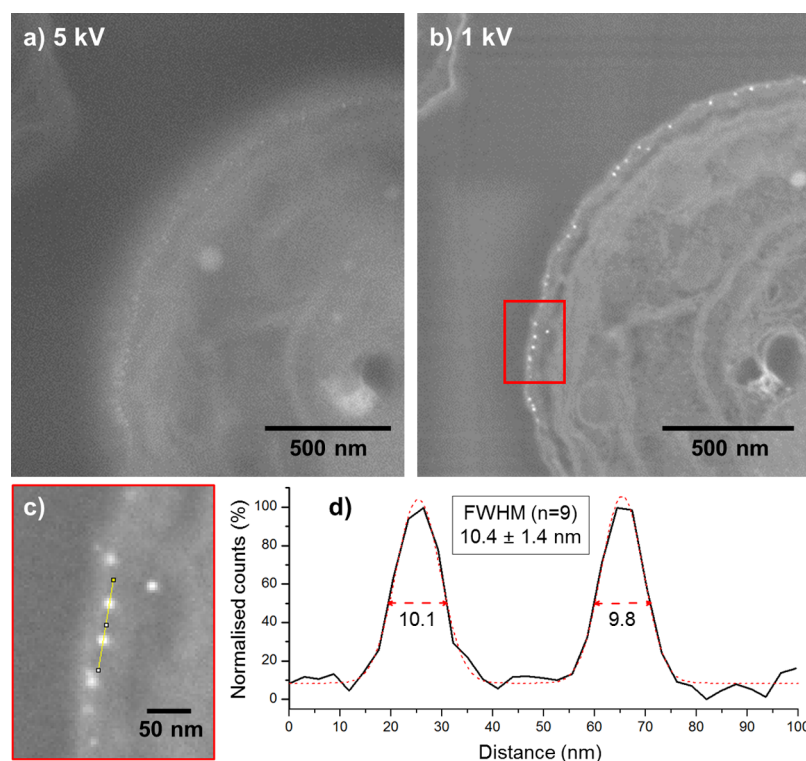 a) 5 kV
500 nm
b) 1 kV
500 nm
c)
50 nm
d)
FWHM (n=9)
10.4 ± 1.4 nm
Normalised counts (%)
100
80
60
40
20
0
10.1
9.8
0 10 20 30 40 50 60 70 80 90 100
Distance (nm)